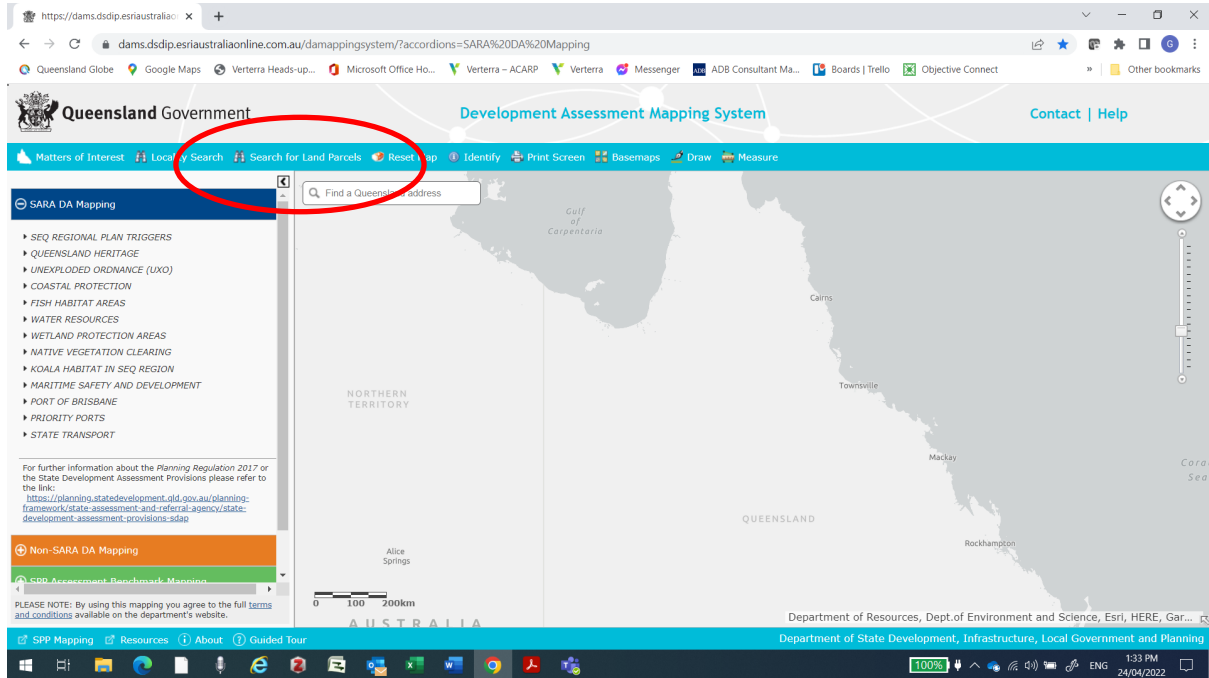 https://dams.dsdip.esriaustraliao
dams.dsdip.esriaustraliaonline.com.au/damappingsystem/?accordions=SARA%20DA%20Mapping
G
Queensland Globe Google Maps Verterra Heads-up... Microsoft Office Ho... Verterra – ACARP Verterra Messenger ADB ADB Consultant Ma... Boards | Trello Objective Connect » Other bookmarks
Queensland Government
Development Assessment Mapping System
Contact | Help
Matters of Interest Locality Search Search for Land Parcels Reset Map Identify Print Screen Basemaps Draw Measure
Find a Queensland address
SARA DA Mapping
SEQ REGIONAL PLAN TRIGGERS
QUEENSLAND HERITAGE
UNEXPLODED ORDNANCE (UXO)
COASTAL PROTECTION
FISH HABITAT AREAS
WATER RESOURCES
WETLAND PROTECTION AREAS
NATIVE VEGETATION CLEARING
KOALA HABITAT IN SEQ REGION
MARITIME SAFETY AND DEVELOPMENT
PORT OF BRISBANE
PRIORITY PORTS
STATE TRANSPORT
For further information about the Planning Regulation 2017 or
the State Development Assessment Provisions please refer to
the link:
https://planning.statedevelopment.qld.gov.au/planning-
framework/state-assessment-and-referral-agency/state-
development-assessment-provisions-sdap
Non-SARA DA Mapping
SPP Assessment Benchmark Mapping
PLEASE NOTE: By using this mapping you agree to the full terms
and conditions available on the department's website.
Gulf
of
Carpentaria
Cairns
NORTHERN
TERRITORY
Townsville
Mackay
Coral
Sea
QUEENSLAND
Rockhampton
Alice
Springs
0 100 200km
AUSTRALIA
Department of Resources, Dept.of Environment and Science, Esri, HERE, Gar...
SPP Mapping Resources About Guided Tour
Department of State Development, Infrastructure, Local Government and Planning
100% ENG 1:33 PM
24/04/2022